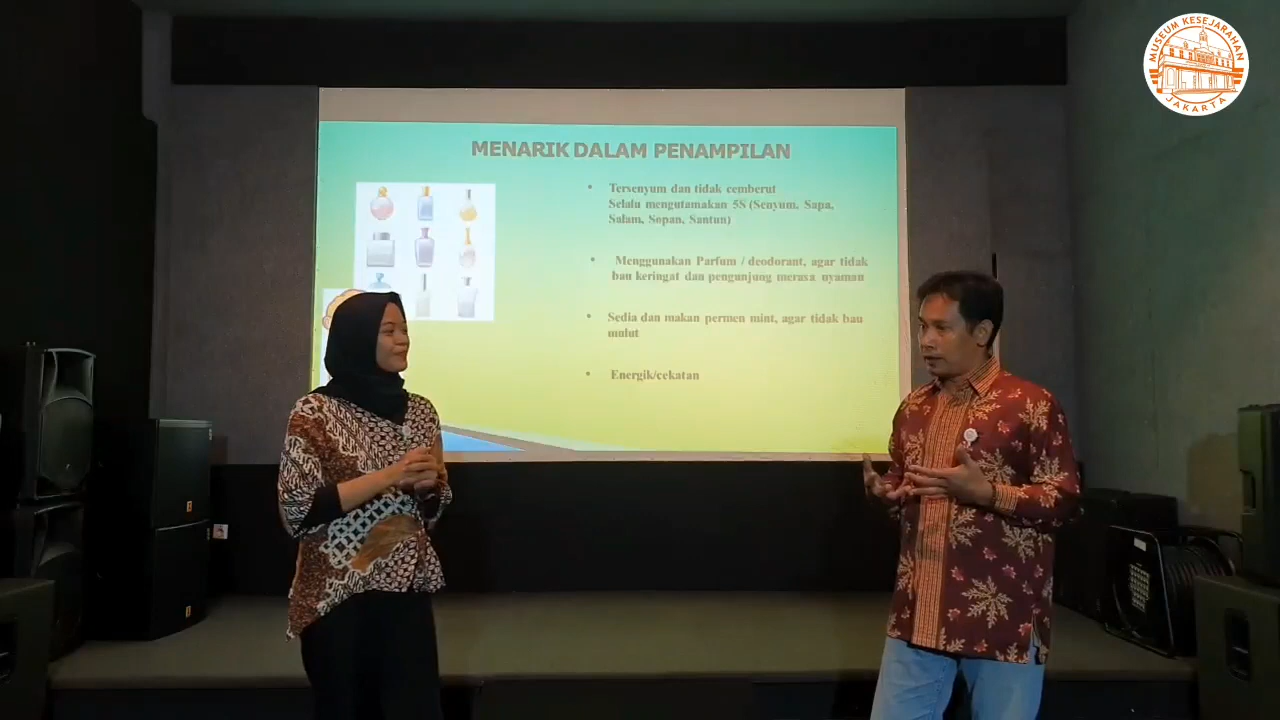 MUSEUM KESEJARAHAN
JAKARTA
MENARIK DALAM PENAMPILAN
• Tersenyum dan tidak cemberut
Selalu mengutamakan 5S (Senyum, Sapa,
Salam, Sopan, Santun)
• Menggunakan Parfum / deodorant, agar tidak
bau keringat dan pengunjung merasa nyaman
• Sedia dan makan permen mint, agar tidak bau
mulut
• Energik/cekatan